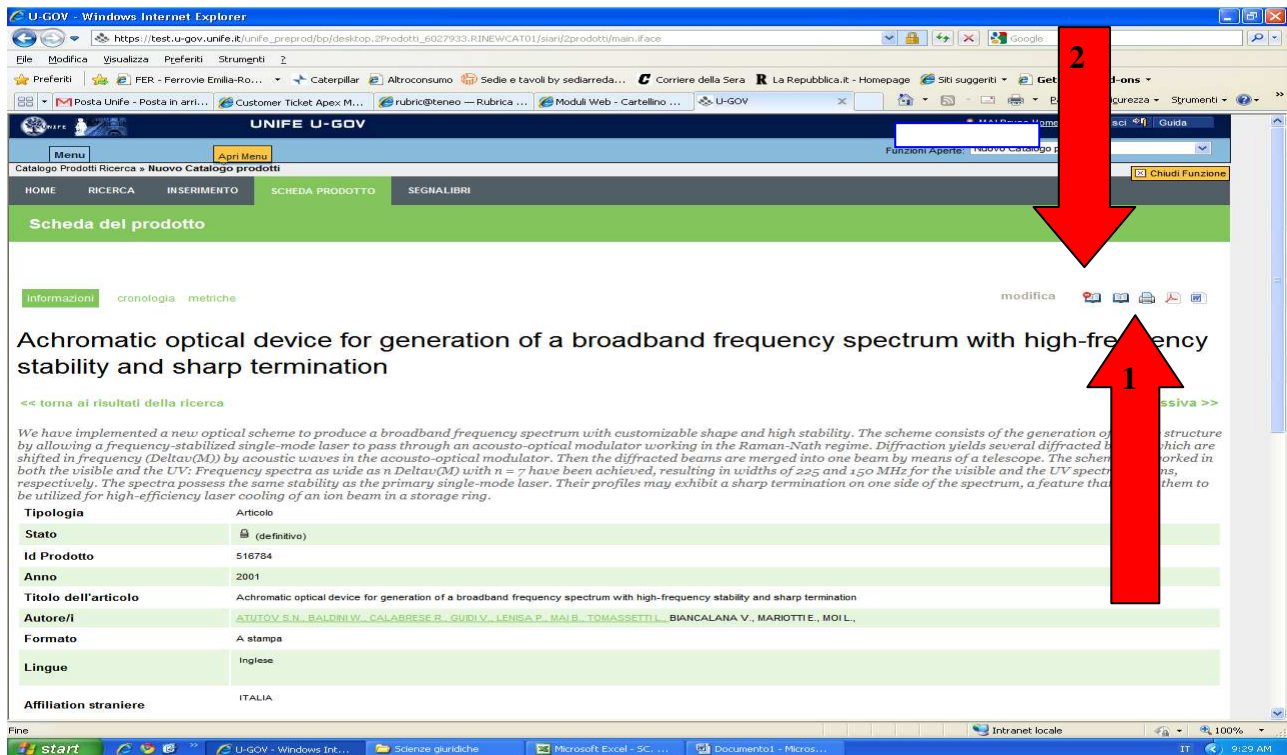 U-GOV - Windows Internet Explorer
https://test.u-gov.unife.it/unife_preprod/bp/desktop.2Prodotti_6027933.RINEWCAT01/siari/2prodotti/main.iface
Google
File Modifica Visualizza Preferiti Strumenti ?
Preferiti FER - Ferrovie Emilia-Ro... Caterpillar Altroconsumo Sedie e tavoli by sediarreda... Corriere della Sera La Repubblica.it - Homepage Siti suggeriti
Posta Unife - Posta in arri... Customer Ticket Apex M... rubric@teneo — Rubrica ... Moduli Web - Cartellino ... U-GOV Strumenti
2
UNIFE UNIFE U-GOV Guida
Menu Apri Menu Funzioni Aperte: Nuovo Catalogo
Catalogo Prodotti Ricerca » Nuovo Catalogo prodotti
Chiudi Funzione
HOME RICERCA INSERIMENTO SCHEDA PRODOTTO SEGNALIBRI
Scheda del prodotto
informazioni cronologia metriche modifica
Achromatic optical device for generation of a broadband frequency spectrum with high-frequency
stability and sharp termination
1
<< torna ai risultati della ricerca ssiva >>
We have implemented a new optical scheme to produce a broadband frequency spectrum with customizable shape and high stability. The scheme consists of the generation of structure
by allowing a frequency-stabilized single-mode laser to pass through an acousto-optical modulator working in the Raman-Nath regime. Diffraction yields several diffracted which are
shifted in frequency (Deltav(M)) by acoustic waves in the acousto-optical modulator. Then the diffracted beams are merged into one beam by means of a telescope. The scheme worked in
both the visible and the UV: Frequency spectra as wide as n Deltav(M) with n = 7 have been achieved, resulting in widths of 225 and 150 MHz for the visible and the UV
respectively. The spectra possess the same stability as the primary single-mode laser. Their profiles may exhibit a sharp termination on one side of the spectrum, a feature that them to
be utilized for high-efficiency laser cooling of an ion beam in a storage ring.
Tipologia Articolo
Stato (definitivo)
Id Prodotto 516784
Anno 2001
Titolo dell'articolo Achromatic optical device for generation of a broadband frequency spectrum with high-frequency stability and sharp termination
Autore/i ATUTOV S.N., BALDINI W., CALABRESE R., GUIDI V., LENISA P., MAI B., TOMASSETTI L., BIANCALANA V., MARIOTTI E., MOI L.,
Formato A stampa
Lingue Inglese
Affiliation straniere ITALIA
Fine Intranet locale 100%
start U-GOV - Windows Int... Scienze giuridiche Microsoft Excel - SC. ... Documento1 - Micros... IT 9:29 AM